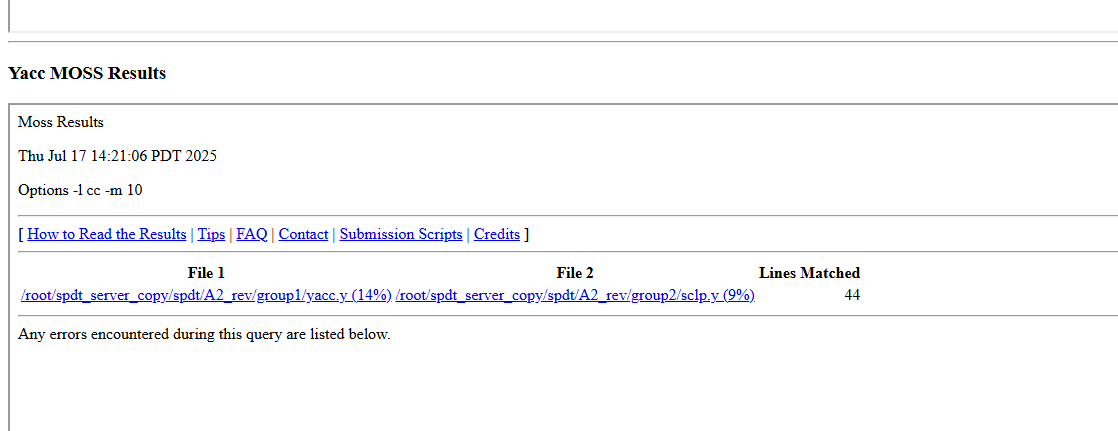 Yacc MOSS Results
Moss Results
Thu Jul 17 14:21:06 PDT 2025
Options -l cc -m 10
[ How to Read the Results | Tips | FAQ | Contact | Submission Scripts | Credits ]
File 1 File 2 Lines Matched
/root/spdt_server_copy/spdt/A2_rev/group1/yacc.y (14%) /root/spdt_server_copy/spdt/A2_rev/group2/sclp.y (9%) 44
Any errors encountered during this query are listed below.